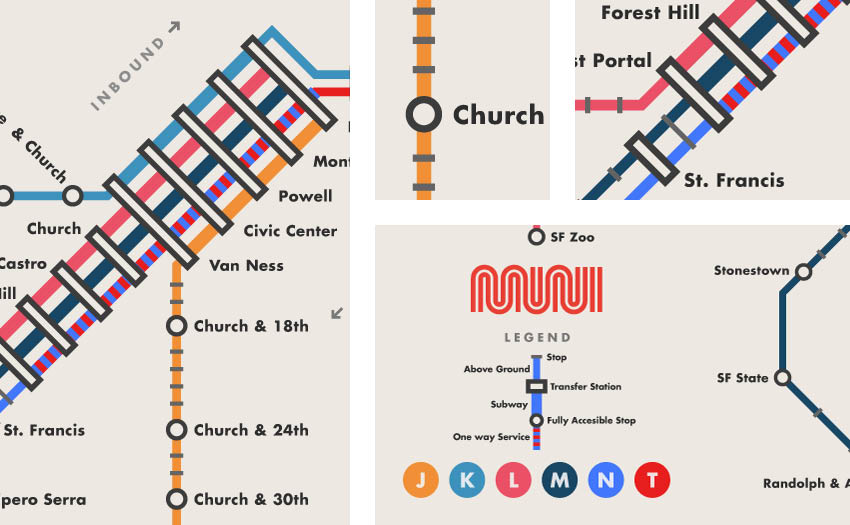 INBOUND
& Church
Church
Castro
Mont
Powell
Civic Center
Van Ness
Church & 18th
St. Francis
Church & 24th
Church & 30th
Church
Forest Hill
St. Francis
SF Zoo
MUNI
LEGEND
Stop
Above Ground
Transfer Station
Subway
Fully Accesible Stop
One way Service
J K L M N T
Stonestown
SF State
Randolph & A